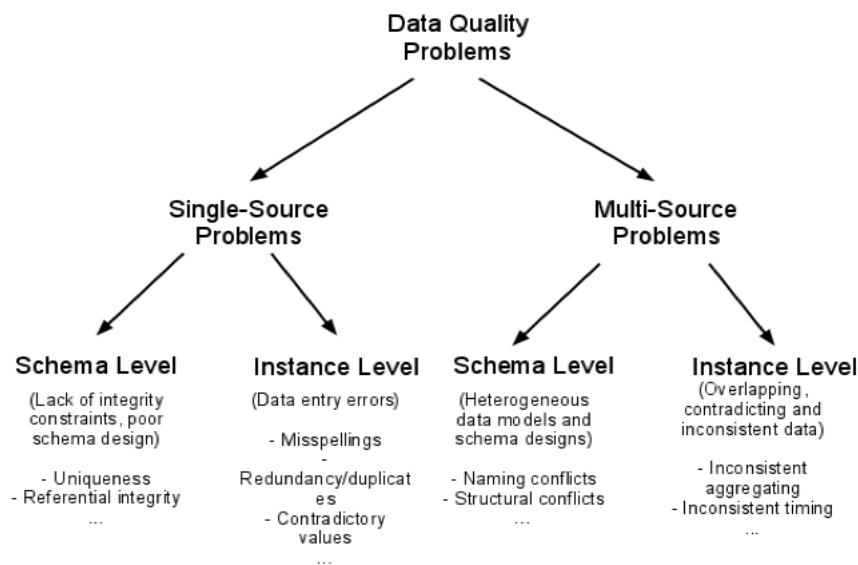 Data Quality
Problems
Single-Source
Problems
Multi-Source
Problems
Schema Level
(Lack of integrity
constraints, poor
schema design)
- Uniqueness
- Referential integrity
...
Instance Level
(Data entry errors)
- Misspellings
-
Redundancy/duplicat
es
- Contradictory
values
...
Schema Level
(Heterogeneous
data models and
schema designs)
- Naming conflicts
- Structural conflicts
...
Instance Level
(Overlapping,
contradicting and
inconsistent data)
- Inconsistent
aggregating
- Inconsistent timing
...